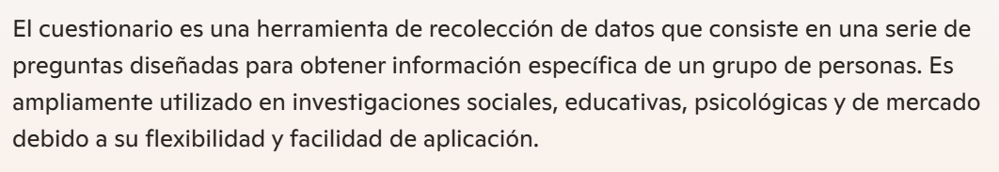 El cuestionario es una herramienta de recolección de datos que consiste en una serie de
preguntas diseñadas para obtener información específica de un grupo de personas. Es
ampliamente utilizado en investigaciones sociales, educativas, psicológicas y de mercado
debido a su flexibilidad y facilidad de aplicación.